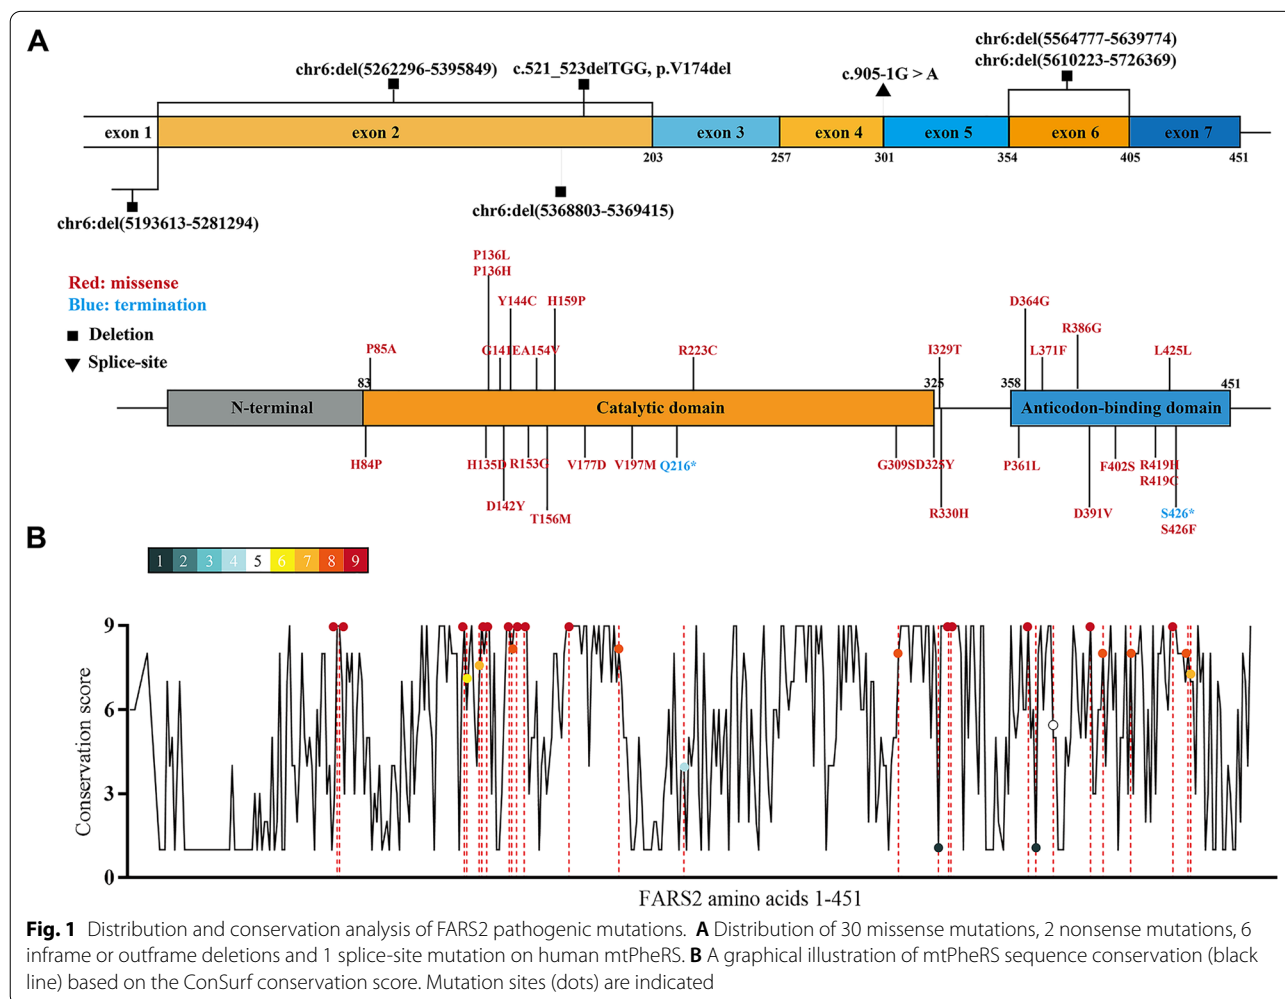 A
chr6:del(5564777-5639774)
chr6:del(5610223-5726369)
chr6:del(5262296-5395849)
c.521_523delTGG, p.V174del
c.905-1G > A
exon 1
exon 2
exon 3
exon 4
exon 5
exon 6
exon 7
203
257
301
354
405
451
chr6:del(5193613-5281294)
chr6:del(5368803-5369415)
Red: missense
Blue: termination
Deletion
Splice-site
P136L
P136H
Y144C
H159P
D364G
R386G
P85A
G141E
A154V
R223C
I329T
L371F
L425L
83
325
358
451
N-terminal
Catalytic domain
Anticodon-binding domain
H84P
H135D
R153G
V177D
V197M
Q216*
G309S
D325Y
P361L
F402S
R419H
R419C
D142Y
T156M
R330H
D391V
S426*
S426F
B
1 2 3 4 5 6 7 8 9
9
6
3
0
Conservation score
FARS2 amino acids 1-451
Fig. 1 Distribution and conservation analysis of FARS2 pathogenic mutations. A Distribution of 30 missense mutations, 2 nonsense mutations, 6
inframe or outframe deletions and 1 splice-site mutation on human mtPheRS. B A graphical illustration of mtPheRS sequence conservation (black
line) based on the ConSurf conservation score. Mutation sites (dots) are indicated